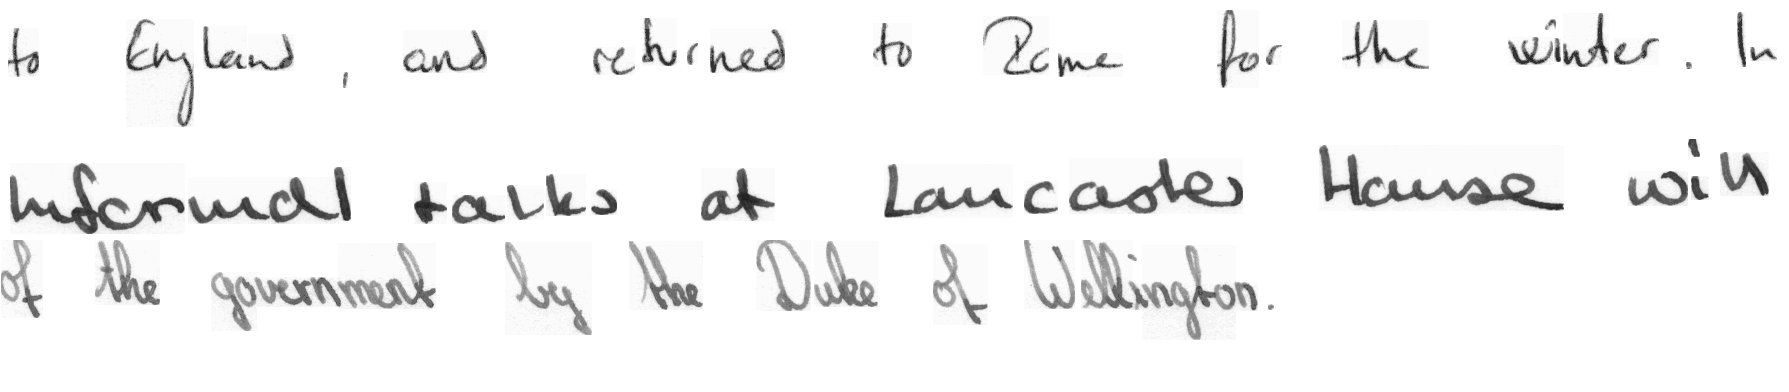 to England, and returned to Rome for the winter. In
informal talks at Lancaster House will
of the government by the Duke of Wellington.